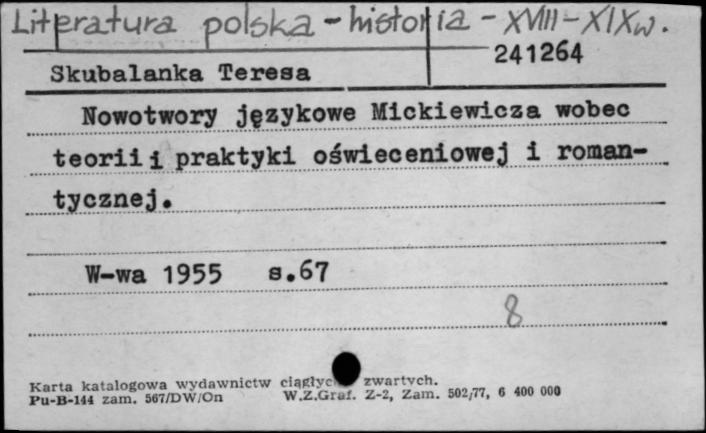 Literatura polska - historia - XVIII - XIX w.
241264
Skubalanka Teresa
Nowotwory językowe Mickiewicza wobec
teorii i praktyki oświeceniowej i roman-
tycznej.
W-wa 1955 s.67
8
Karta katalogowa wydawnictw zwartych.
Pu-B-144 zam. 567/DW/On W.Z.Graf. Z-2, Zam. 502/77, 6 400 000